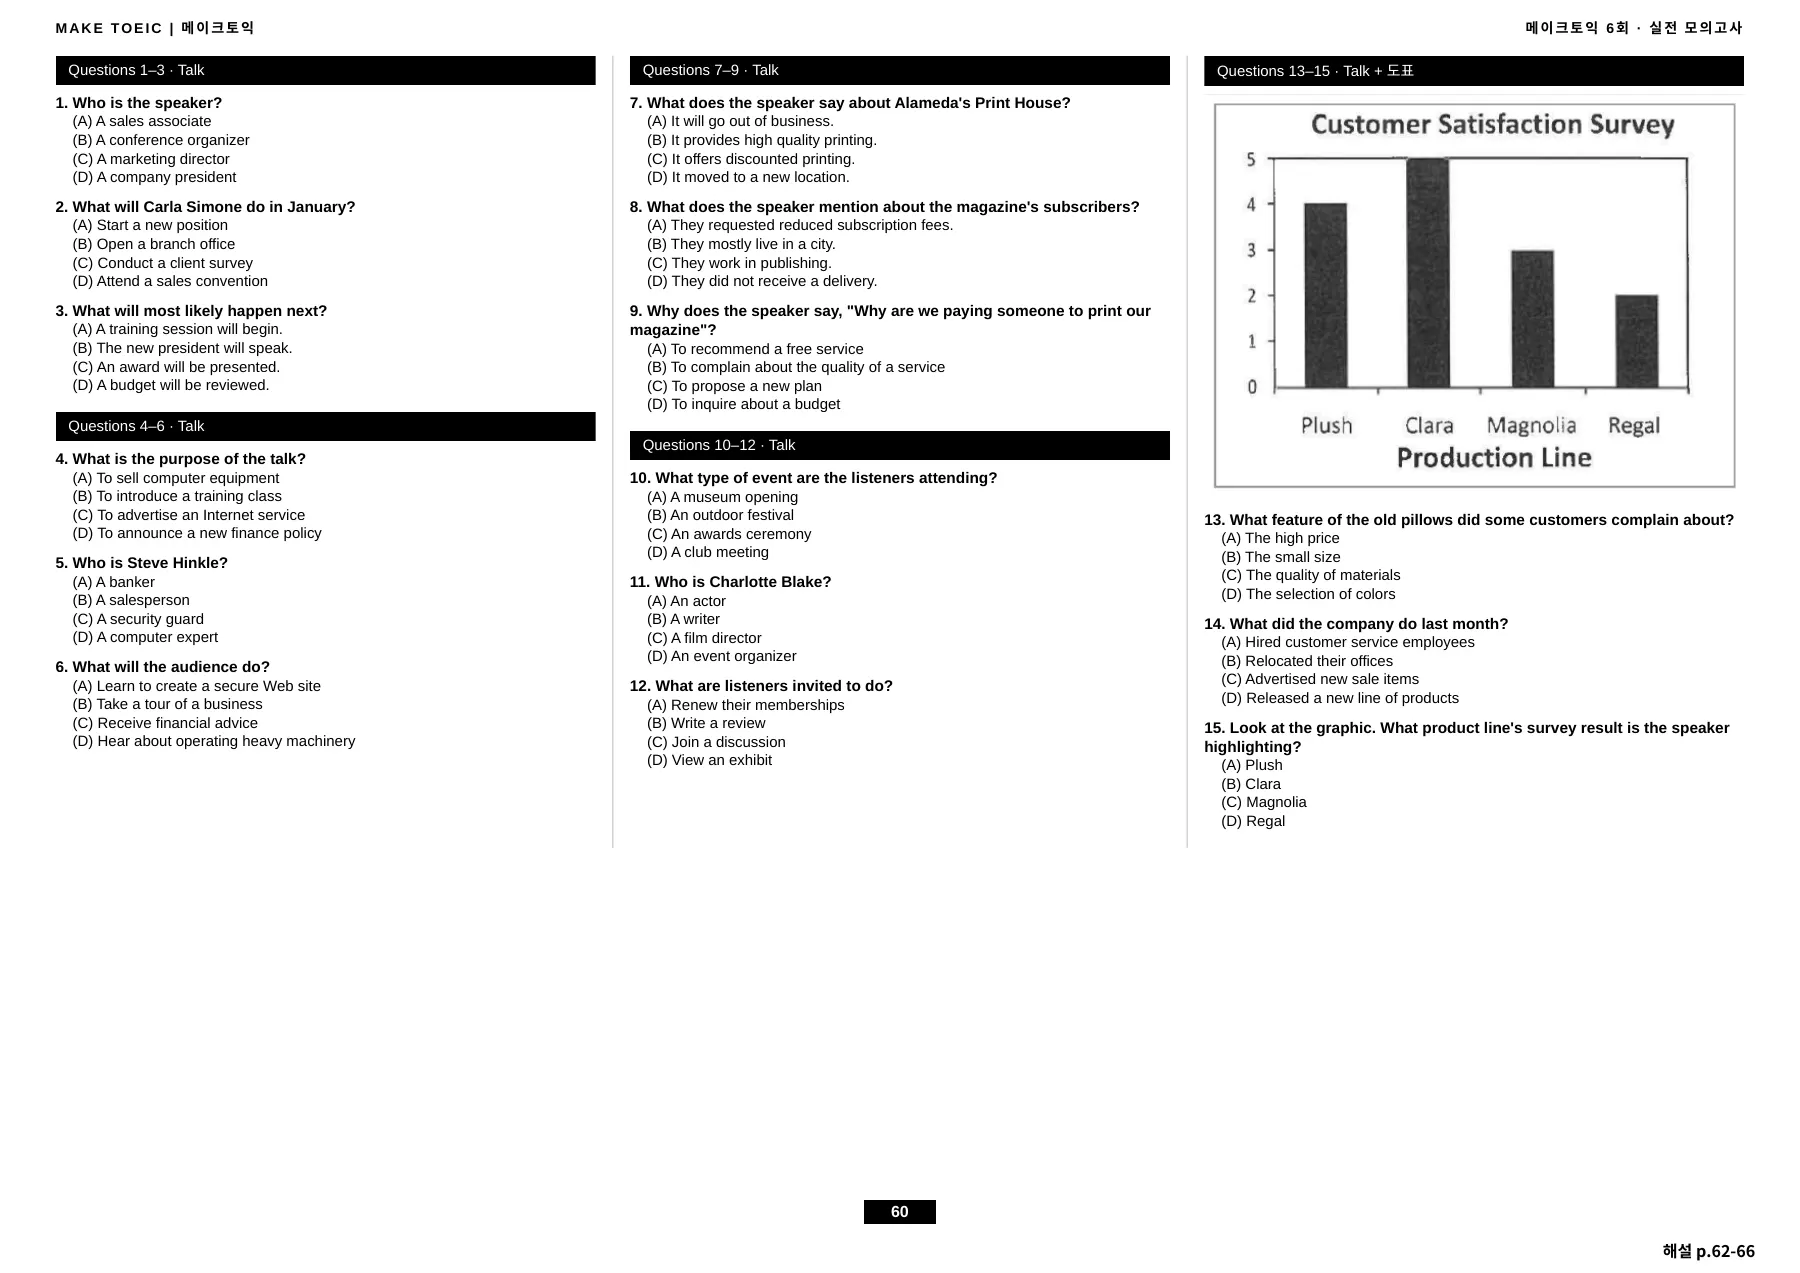 MAKE TOEIC | 메이크토익
메이크토익 6회 · 실전 모의고사
Questions 1–3 · Talk
1. Who is the speaker?
(A) A sales associate
(B) A conference organizer
(C) A marketing director
(D) A company president
2. What will Carla Simone do in January?
(A) Start a new position
(B) Open a branch office
(C) Conduct a client survey
(D) Attend a sales convention
3. What will most likely happen next?
(A) A training session will begin.
(B) The new president will speak.
(C) An award will be presented.
(D) A budget will be reviewed.
Questions 4–6 · Talk
4. What is the purpose of the talk?
(A) To sell computer equipment
(B) To introduce a training class
(C) To advertise an Internet service
(D) To announce a new finance policy
5. Who is Steve Hinkle?
(A) A banker
(B) A salesperson
(C) A security guard
(D) A computer expert
6. What will the audience do?
(A) Learn to create a secure Web site
(B) Take a tour of a business
(C) Receive financial advice
(D) Hear about operating heavy machinery
Questions 7–9 · Talk
7. What does the speaker say about Alameda's Print House?
(A) It will go out of business.
(B) It provides high quality printing.
(C) It offers discounted printing.
(D) It moved to a new location.
8. What does the speaker mention about the magazine's subscribers?
(A) They requested reduced subscription fees.
(B) They mostly live in a city.
(C) They work in publishing.
(D) They did not receive a delivery.
9. Why does the speaker say, "Why are we paying someone to print our
magazine"?
(A) To recommend a free service
(B) To complain about the quality of a service
(C) To propose a new plan
(D) To inquire about a budget
Questions 10–12 · Talk
10. What type of event are the listeners attending?
(A) A museum opening
(B) An outdoor festival
(C) An awards ceremony
(D) A club meeting
11. Who is Charlotte Blake?
(A) An actor
(B) A writer
(C) A film director
(D) An event organizer
12. What are listeners invited to do?
(A) Renew their memberships
(B) Write a review
(C) Join a discussion
(D) View an exhibit
Questions 13–15 · Talk + 도표
Customer Satisfaction Survey
5
4
3
2
1
0
Plush Clara Magnolia Regal
Production Line
13. What feature of the old pillows did some customers complain about?
(A) The high price
(B) The small size
(C) The quality of materials
(D) The selection of colors
14. What did the company do last month?
(A) Hired customer service employees
(B) Relocated their offices
(C) Advertised new sale items
(D) Released a new line of products
15. Look at the graphic. What product line's survey result is the speaker
highlighting?
(A) Plush
(B) Clara
(C) Magnolia
(D) Regal
60
해설 p.62-66